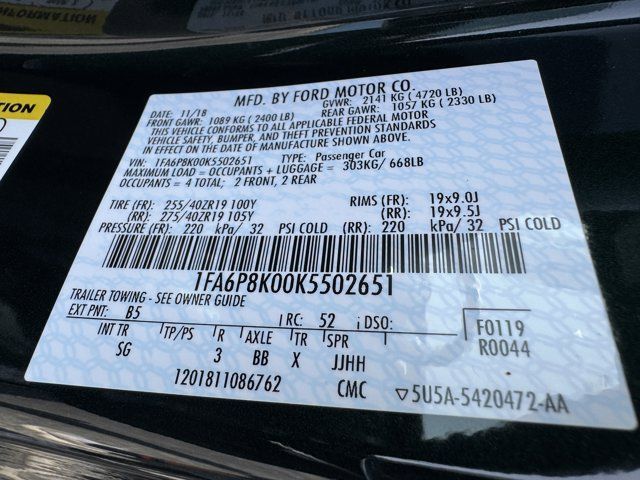 MFD. BY FORD MOTOR CO.
DATE: 11/18 GVWR: 2141 KG ( 4720 LB)
FRONT GAWR: 1089 KG ( 2400 LB) REAR GAWR: 1057 KG ( 2330 LB)
THIS VEHICLE CONFORMS TO ALL APPLICABLE FEDERAL MOTOR
VEHICLE SAFETY, BUMPER, AND THEFT PREVENTION STANDARDS
IN EFFECT ON THE DATE OF MANUFACTURE SHOWN ABOVE.
VIN: 1FA6P8K00K5502651 TYPE: Passenger Car
MAXIMUM LOAD = OCCUPANTS + LUGGAGE = 303KG/ 668LB
OCCUPANTS = 4 TOTAL; 2 FRONT, 2 REAR
TIRE (FR): 255/40ZR19 100Y RIMS (FR): 19x9.0J
(RR): 275/40ZR19 105Y (RR): 19x9.5J
PRESSURE (FR): 220 kPa/ 32 PSI COLD (RR): 220 kPa/ 32 PSI COLD
1FA6P8K00K5502651
TRAILER TOWING - SEE OWNER GUIDE
EXT PNT: B5 RC: 52 DSO: F0119
INT TR TP/PS R AXLE TR SPR R0044
SG 3 BB X JJHH
1201811086762 CMC ▽5U5A-5420472-AA